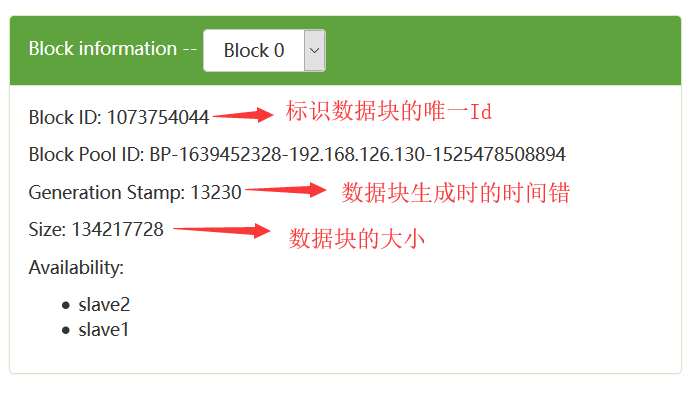 Block information -- Block 0
Block ID: 1073754044 标识数据块的唯一Id
Block Pool ID: BP-1639452328-192.168.126.130-1525478508894
Generation Stamp: 13230 数据块生成时的时间错
Size: 134217728 数据块的大小
Availability:
slave2
slave1